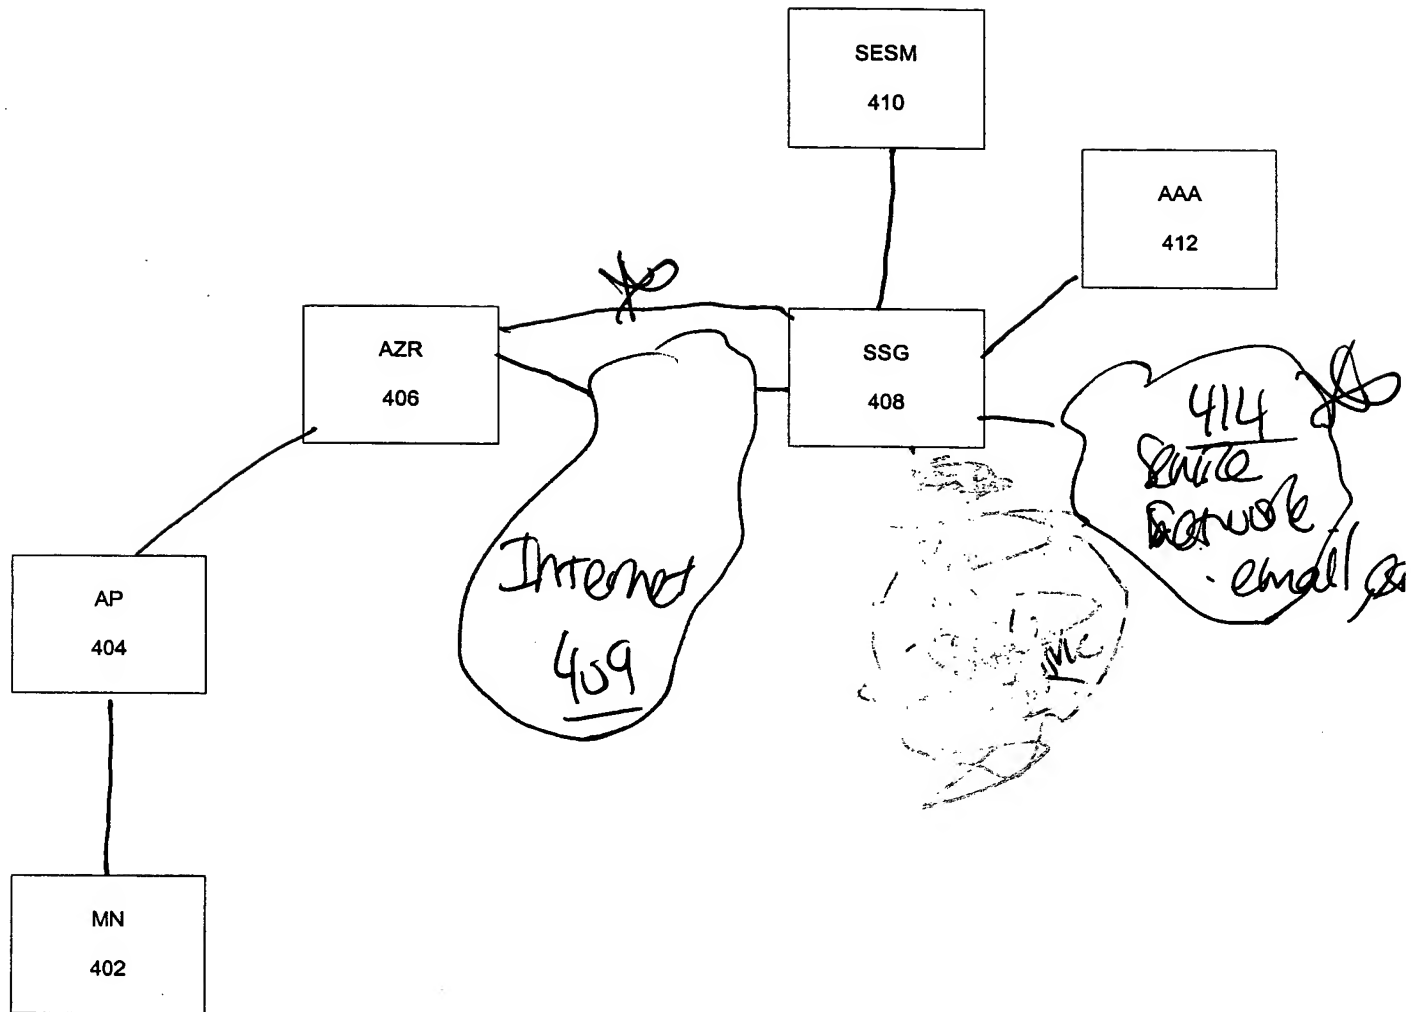 SESM
410
AAA
412
AZR
406
SSG
408
414
Service
Network
email
Internet
409
AP
404
MN
402